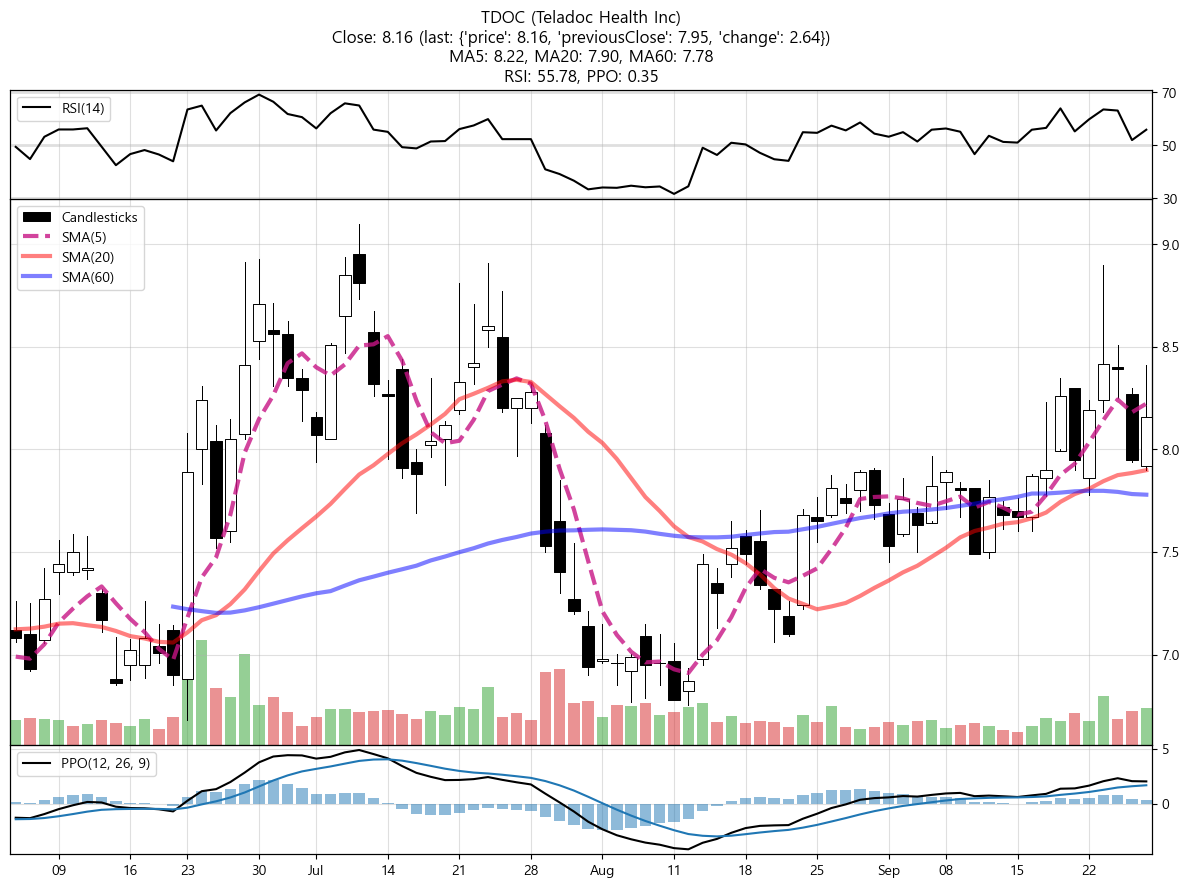 TDOC (Teladoc Health Inc)
Close: 8.16 (last: {'price': 8.16, 'previousClose': 7.95, 'change': 2.64})
MA5: 8.22, MA20: 7.90, MA60: 7.78
RSI: 55.78, PPO: 0.35
RSI(14)
70
50
30
Candlesticks
SMA(5)
SMA(20)
SMA(60)
9.0
8.5
8.0
7.5
7.0
PPO(12, 26, 9)
5
0
09 16 23 30 Jul 14 21 28 Aug 11 18 25 Sep 08 15 22